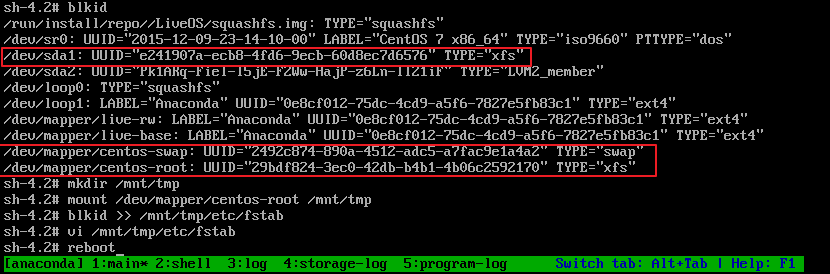 sh-4.2# blkid
/run/install/repo//LiveOS/squashfs.img: TYPE="squashfs"
/dev/sr0: UUID="2015-12-09-23-14-10-00" LABEL="CentOS 7 x86_64" TYPE="iso9660" PTTYPE="dos"
/dev/sda1: UUID="e241907a-ecb8-4fd6-9ecb-60d8ec7d6576" TYPE="xfs"
/dev/sda2: TYPE="LVM2_member"
/dev/loop0: TYPE="squashfs"
/dev/loop1: LABEL="Anaconda" UUID="0e8cf012-75dc-4cd9-a5f6-7827e5fb83c1" TYPE="ext4"
/dev/mapper/live-rw: LABEL="Anaconda" UUID="0e8cf012-75dc-4cd9-a5f6-7827e5fb83c1" TYPE="ext4"
/dev/mapper/live-base: LABEL="Anaconda" UUID="0e8cf012-75dc-4cd9-a5f6-7827e5fb83c1" TYPE="ext4"
/dev/mapper/centos-swap: UUID="2492c874-890a-4512-adc5-a7fac9e1a4a2" TYPE="swap"
/dev/mapper/centos-root: UUID="29bdf824-3ec0-42db-b4b1-4b06c2592170" TYPE="xfs"
sh-4.2# mkdir /mnt/tmp
sh-4.2# mount /dev/mapper/centos-root /mnt/tmp
sh-4.2# blkid >> /mnt/tmp/etc/fstab
sh-4.2# vi /mnt/tmp/etc/fstab
sh-4.2# reboot_
[anaconda] 1:main* 2:shell 3:log 4:storage-log 5:program-log Switch tab: Alt+Tab | Help: F1